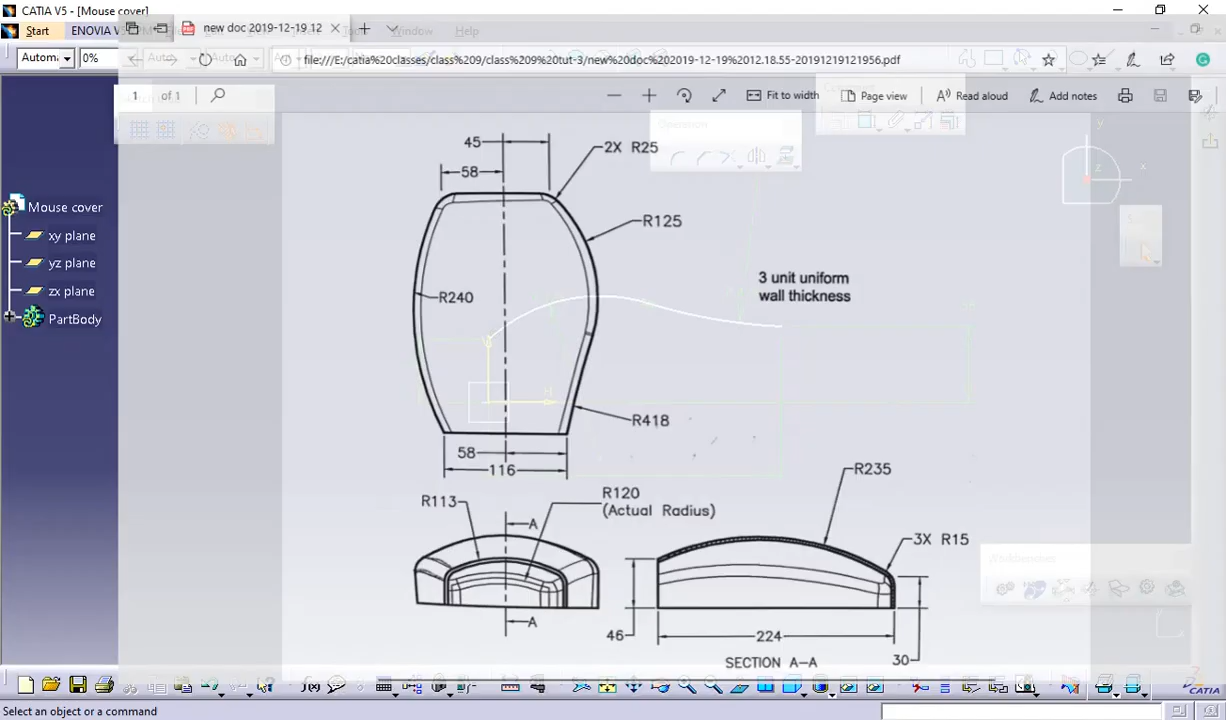 CATIA V5 - [Mouse cover]
Start ENOVIA V5
new doc 2019-12-19 12
Window Help
Autom 0%
file:///E:/catia%20classes/class%209/class%209%20tut-3/new%20doc%202019-12-19%2012.18.55-20191219121956.pdf
1 of 1
Fit to width
Page view
Read aloud
Add notes
45
2X R25
58
R125
R240
3 unit uniform
wall thickness
R418
58
116
Mouse cover
xy plane
yz plane
zx plane
PartBody
y
z
x
V
H
R113
A
R120
(Actual Radius)
A
R235
3X R15
46
224
30
SECTION A-A
CATIA
Select an object or a command